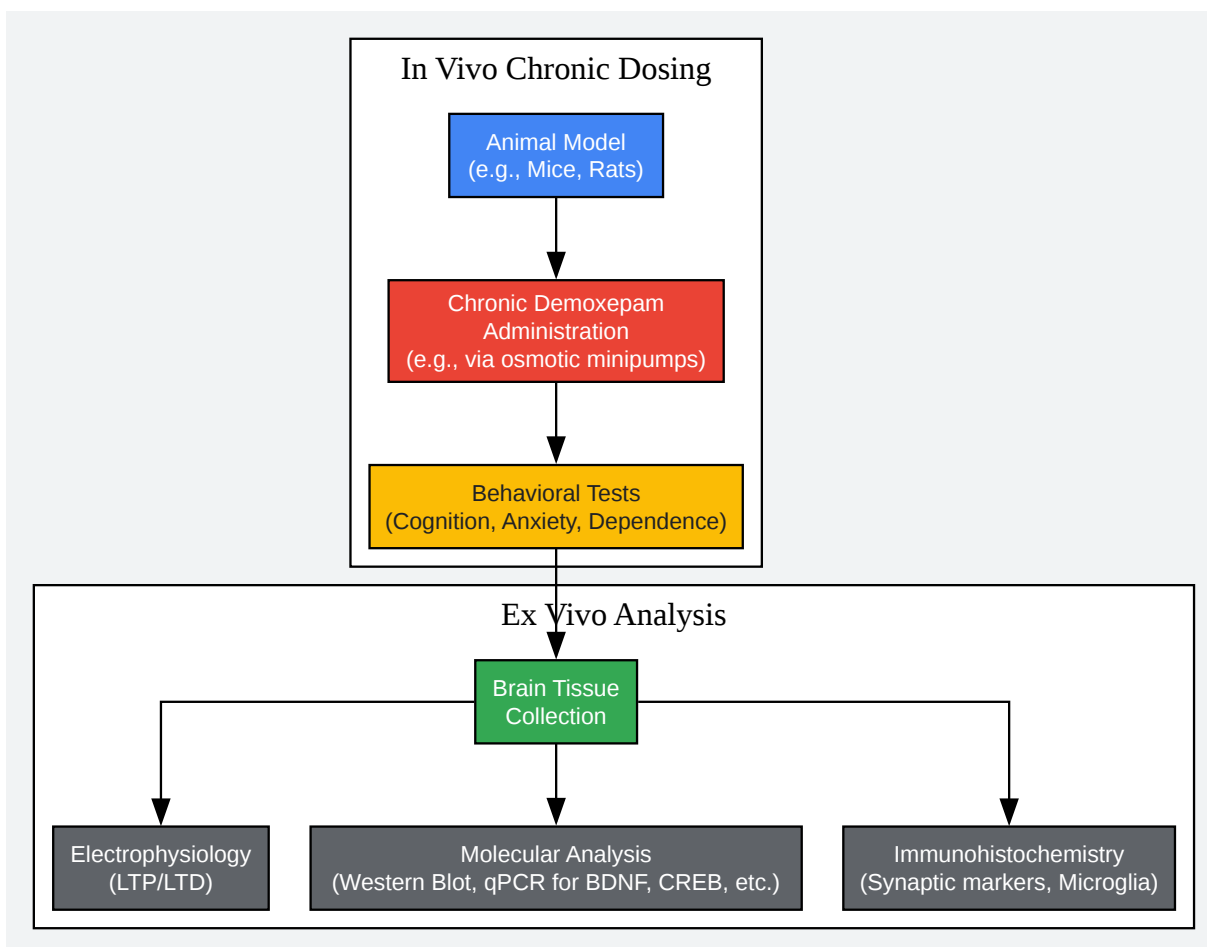 In Vivo Chronic Dosing
Animal Model
(e.g., Mice, Rats)
Chronic Demoxepam
Administration
(e.g., via osmotic minipumps)
Behavioral Tests
(Cognition, Anxiety, Dependence)
Ex Vivo Analysis
Brain Tissue
Collection
Electrophysiology
(LTP/LTD)
Molecular Analysis
(Western Blot, qPCR for BDNF, CREB, etc.)
Immunohistochemistry
(Synaptic markers, Microglia)